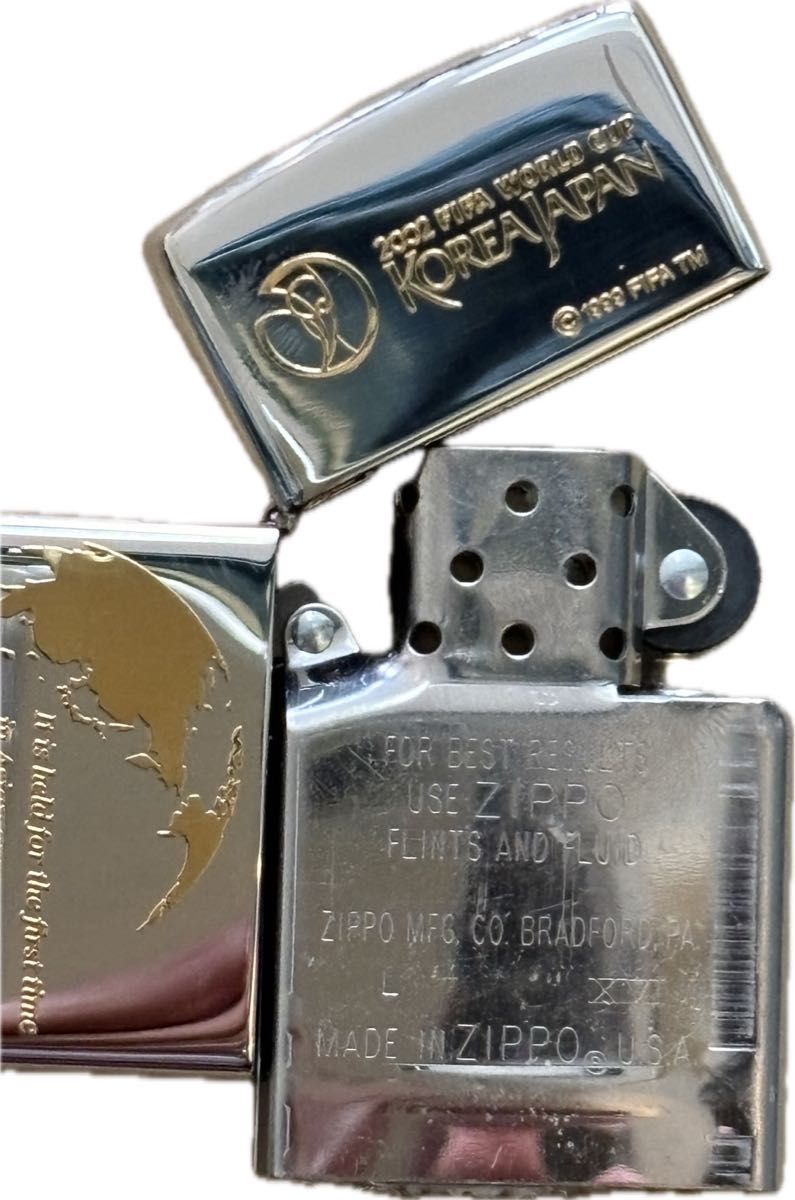 2002 FIFA WORLD CUP
KOREA JAPAN
© 1999 FIFA TM
It is held for the first time
FOR BEST RESULTS
USE ZIPPO
FLINTS AND FLUID
ZIPPO MFG. CO. BRADFORD, PA.
L XVI
MADE IN ZIPPO ® U.S.A